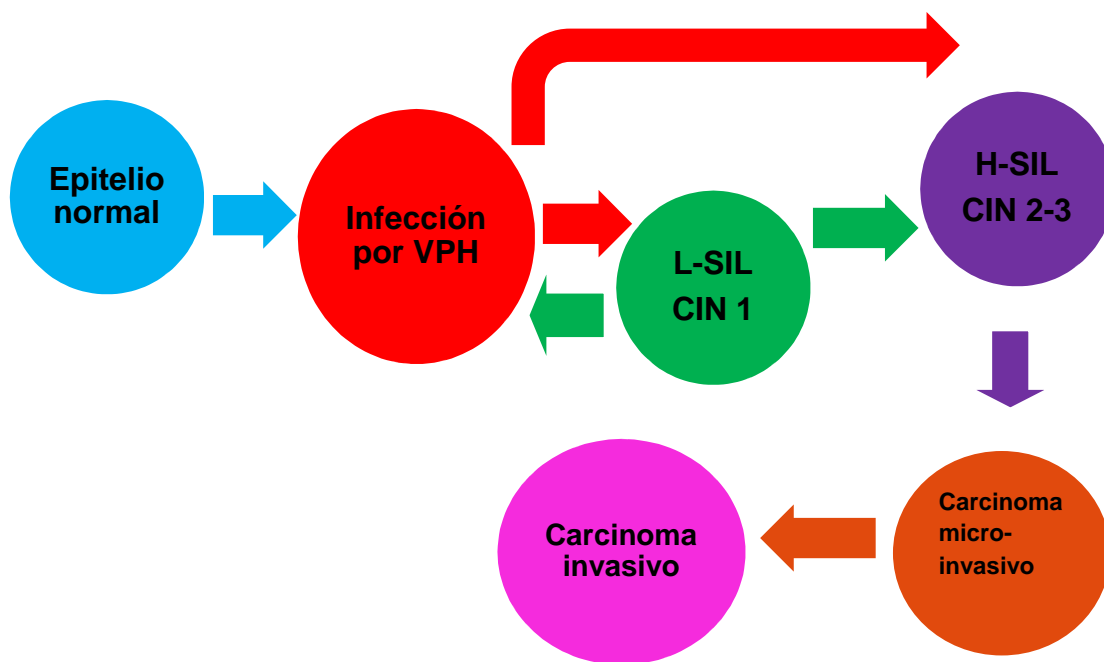 Epitelio
normal
Infección
por VPH
L-SIL
CIN 1
H-SIL
CIN 2-3
Carcinoma
micro-
invasivo
Carcinoma
invasivo